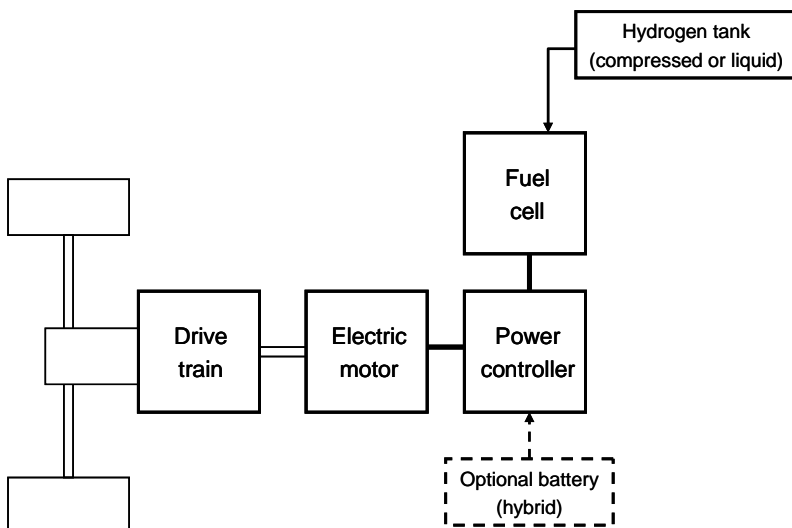 Hydrogen tank
(compressed or liquid)
Fuel
cell
Drive
train
Electric
motor
Power
controller
Optional battery
(hybrid)